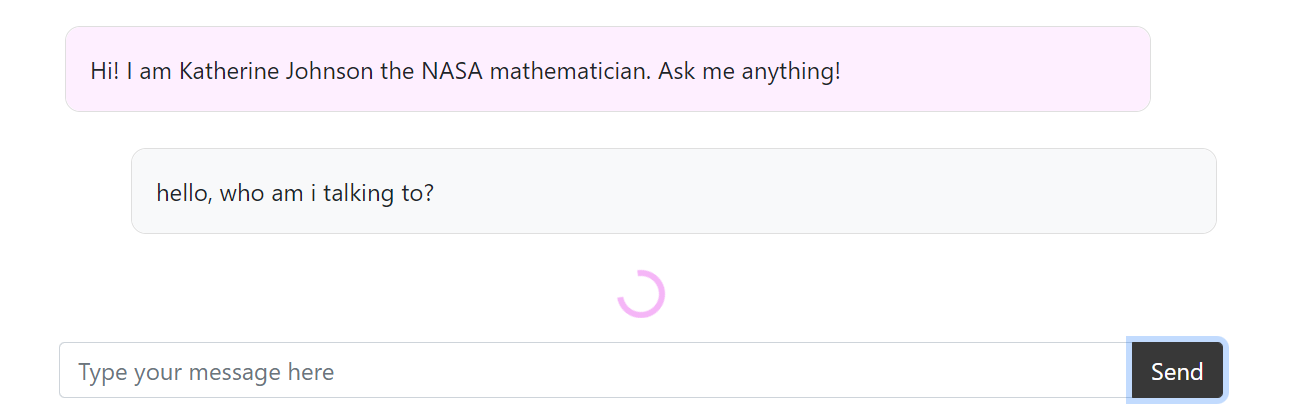 Hi! I am Katherine Johnson the NASA mathematician. Ask me anything!
hello, who am i talking to?
Type your message here
Send